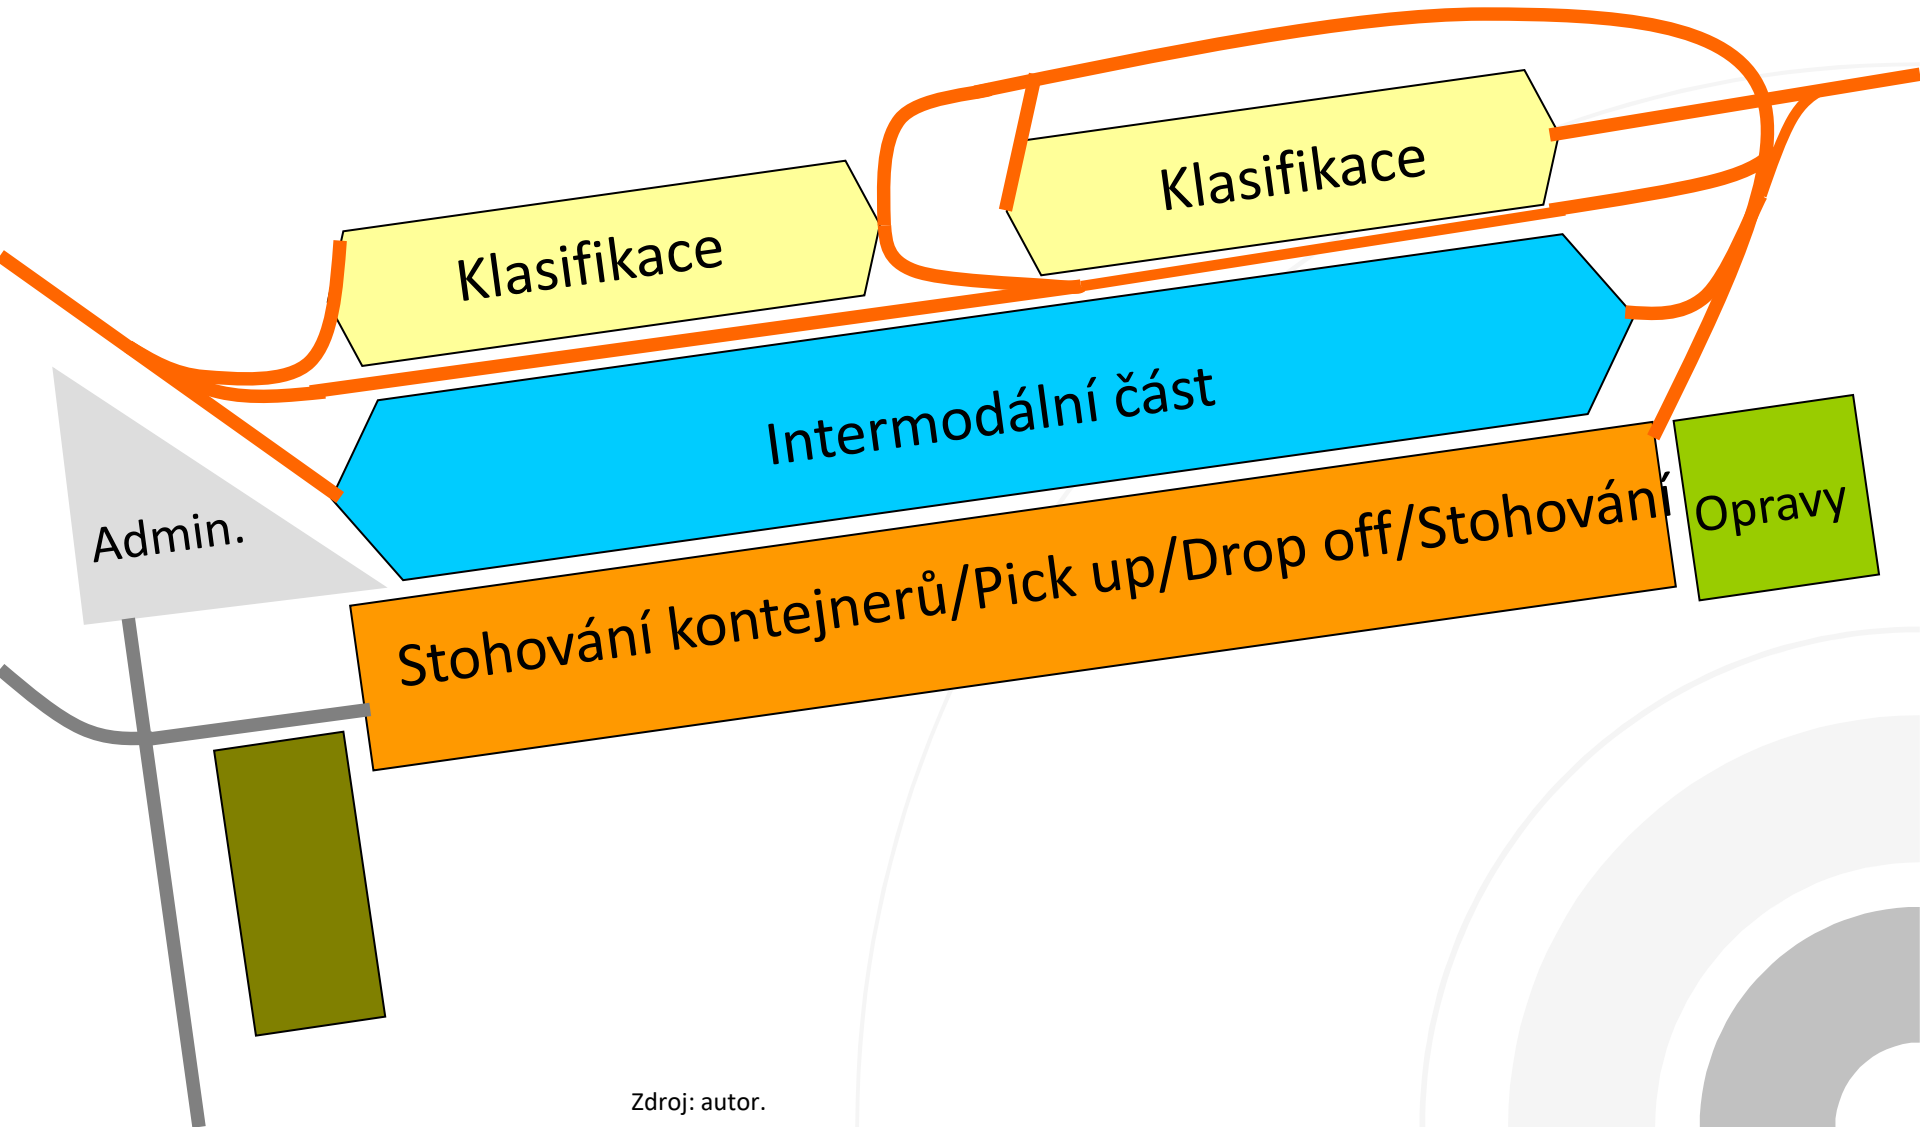 Klasifikace
Klasifikace
Intermodální část
Admin.
Stohování kontejnerů/Pick up/Drop off/Stohování
Opravy
Zdroj: autor.